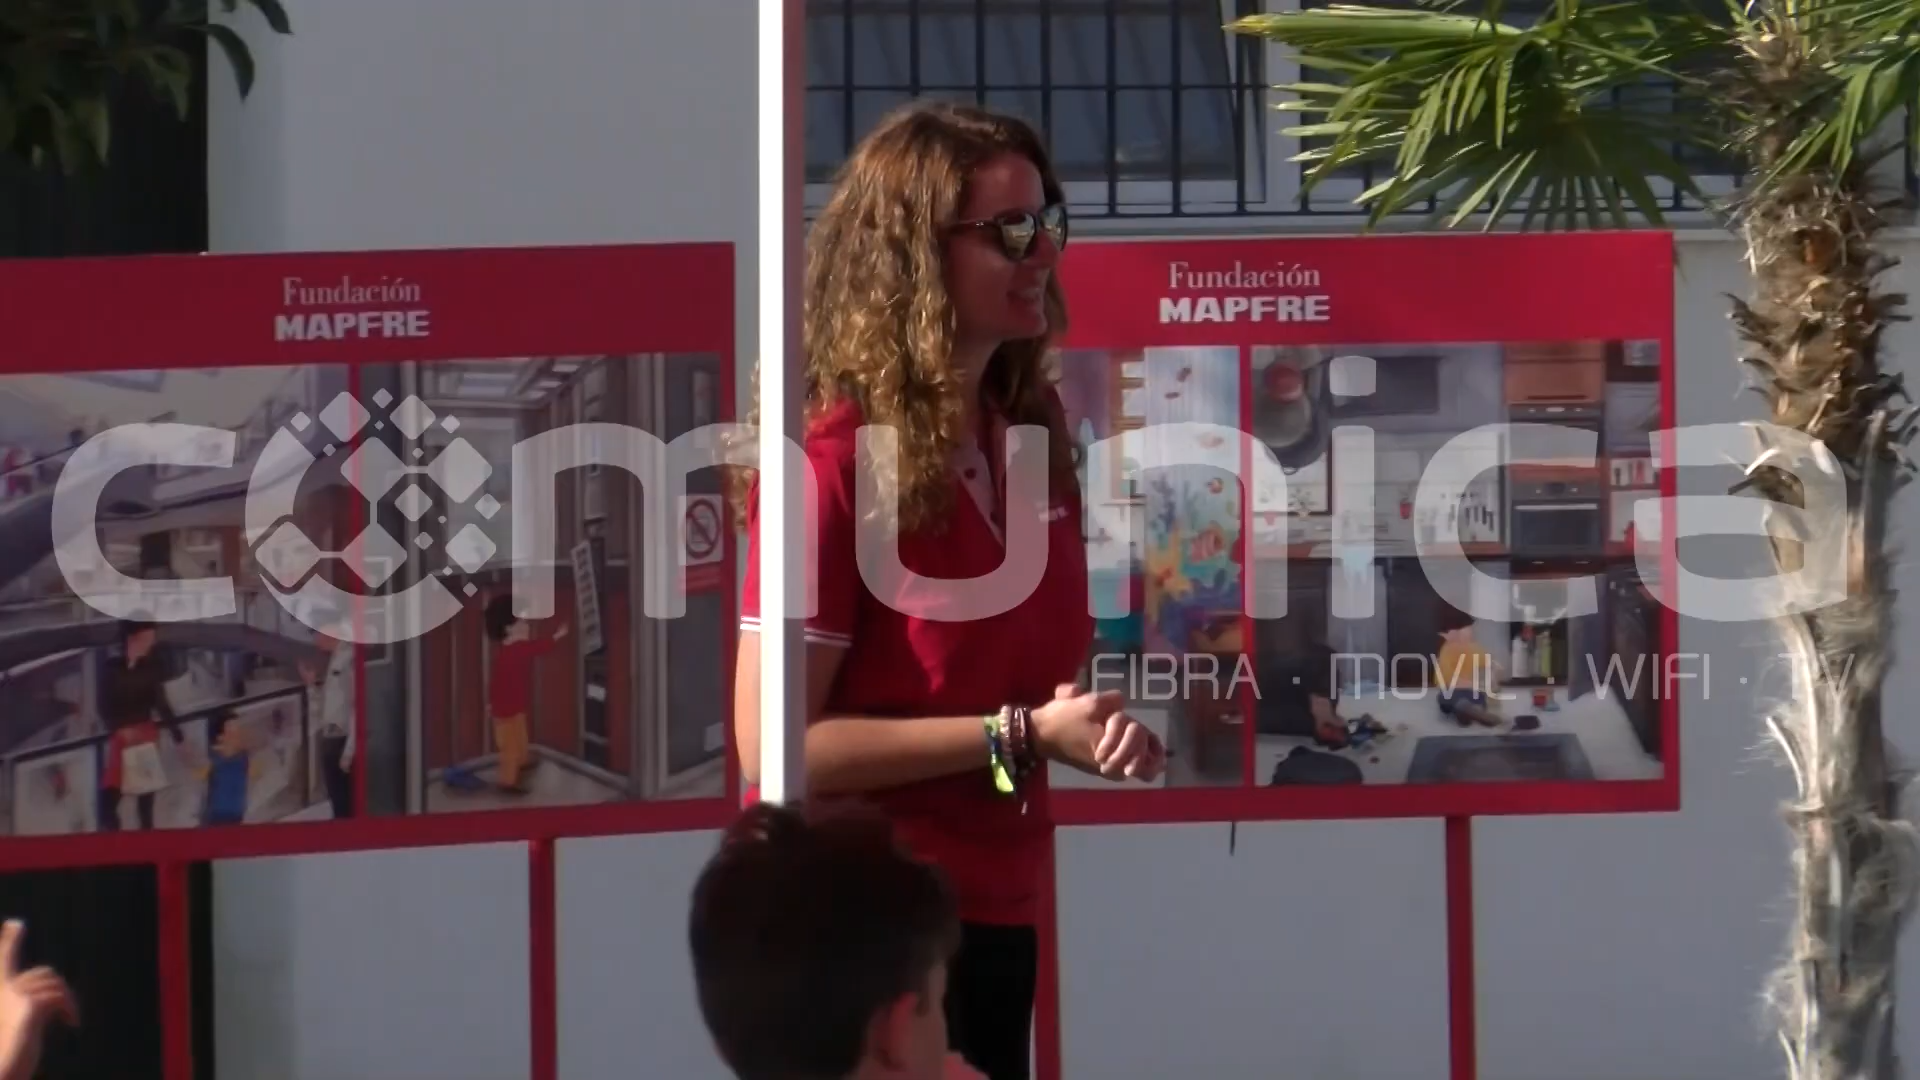 Fundación
MAPFRE
Fundación
MAPFRE
comunica
FIBRA · MOVIL · WIFI · TV